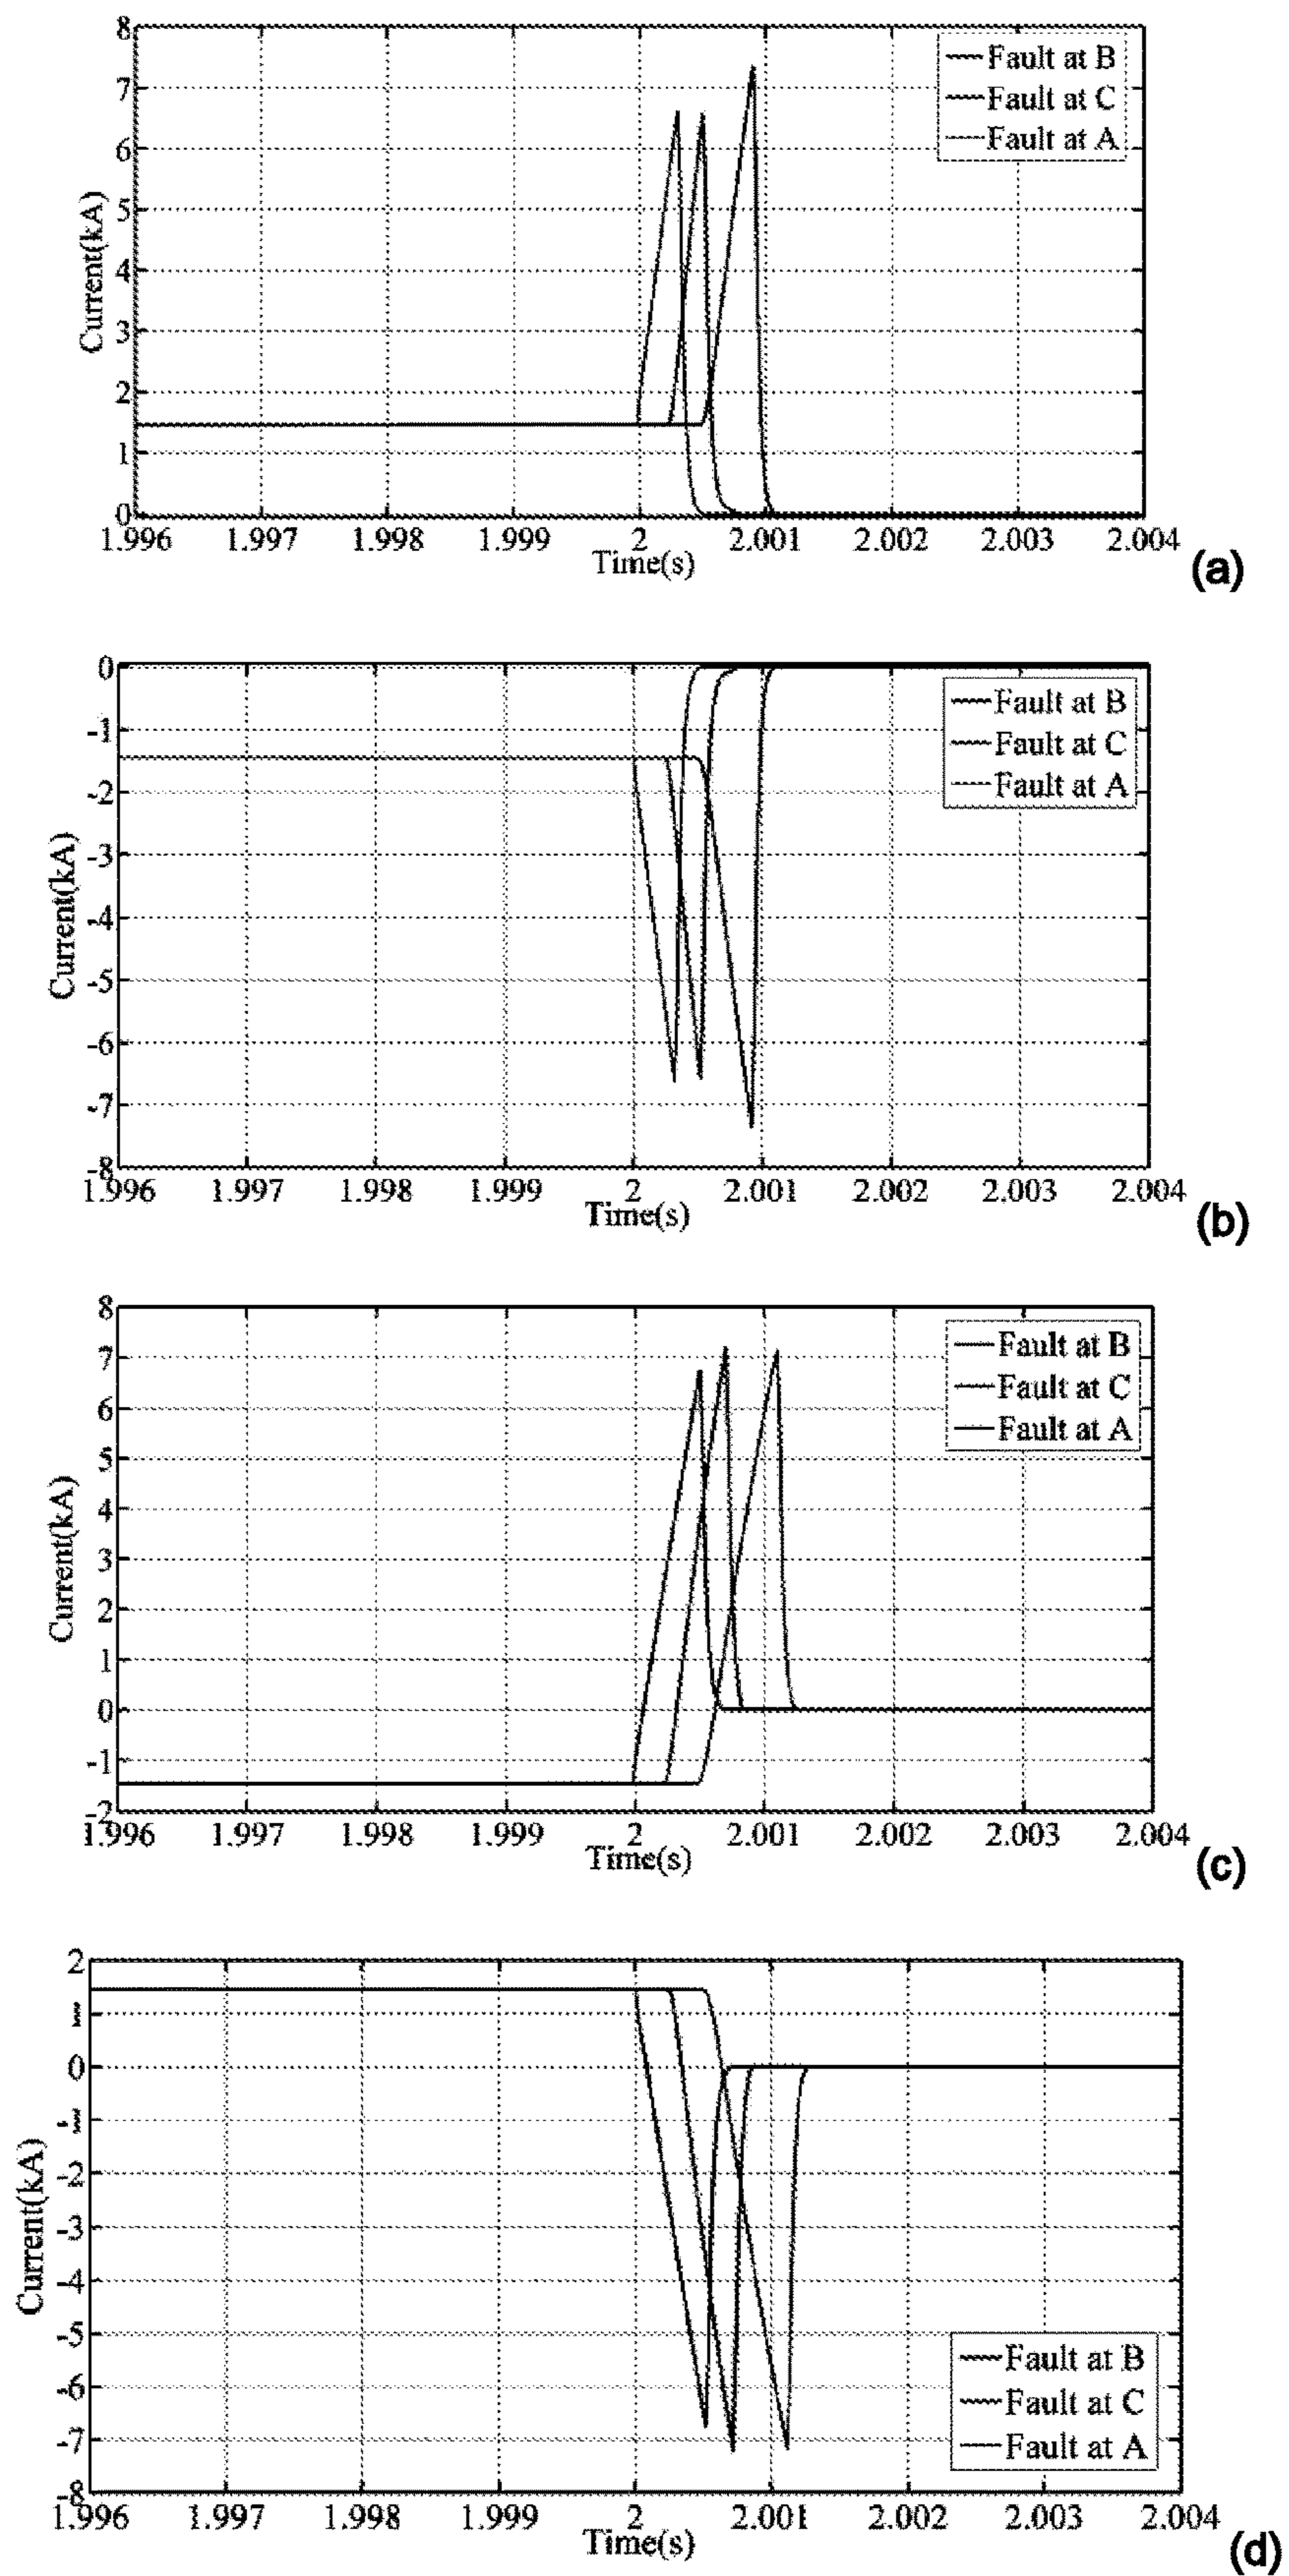 8
7
6
5
4
3
2
1
0
Current(kA)
Fault at B
Fault at C
Fault at A
1.996 1.997 1.998 1.999 2 2.001 2.002 2.003 2.004
Time(s)
(a)
0
-1
-2
-3
-4
-5
-6
-7
-8
Current(kA)
Fault at B
Fault at C
Fault at A
1.996 1.997 1.998 1.999 2 2.001 2.002 2.003 2.004
Time(s)
(b)
8
7
6
5
4
3
2
1
0
-1
-2
Current(kA)
Fault at B
Fault at C
Fault at A
1.996 1.997 1.998 1.999 2 2.001 2.002 2.003 2.004
Time(s)
(c)
2
1
0
-1
-2
-3
-4
-5
-6
-7
-8
Current(kA)
Fault at B
Fault at C
Fault at A
1.996 1.997 1.998 1.999 2 2.001 2.002 2.003 2.004
Time(s)
(d)